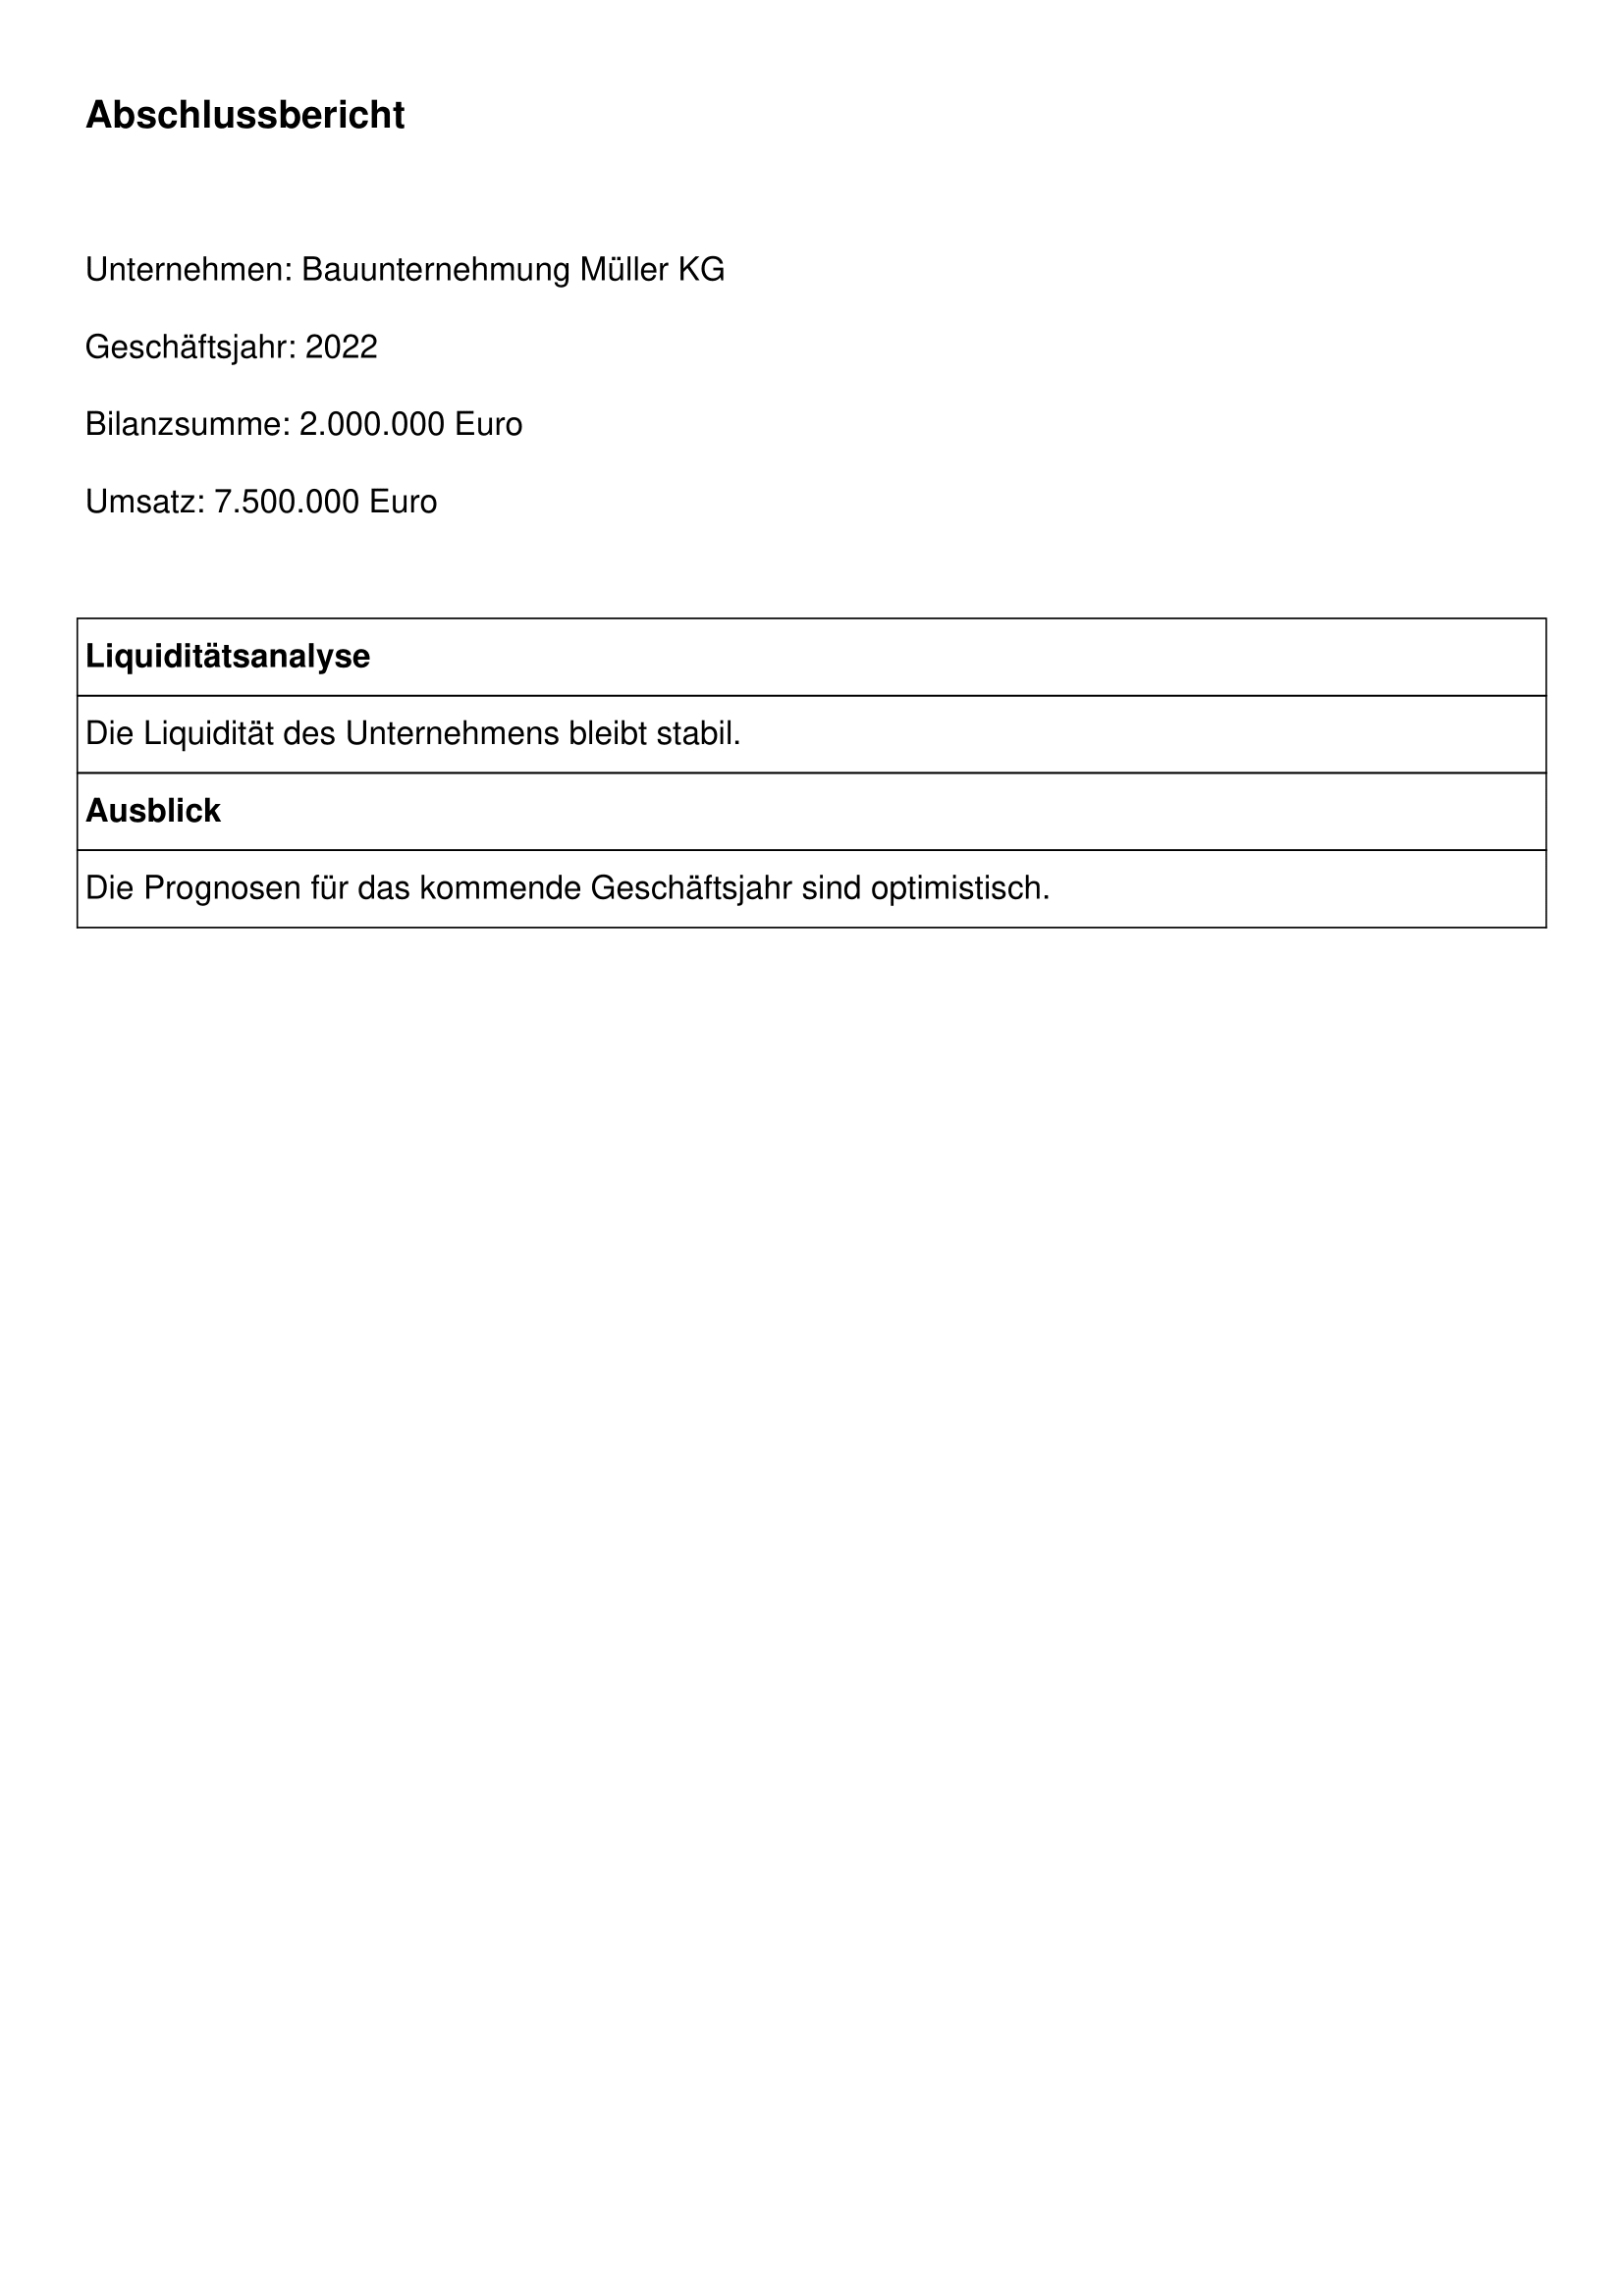 Abschlussbericht
Unternehmen: Bauunternehmung Müller KG
Geschäftsjahr: 2022
Bilanzsumme: 2.000.000 Euro
Umsatz: 7.500.000 Euro
Liquiditätsanalyse
Die Liquidität des Unternehmens bleibt stabil.
Ausblick
Die Prognosen für das kommende Geschäftsjahr sind optimistisch.